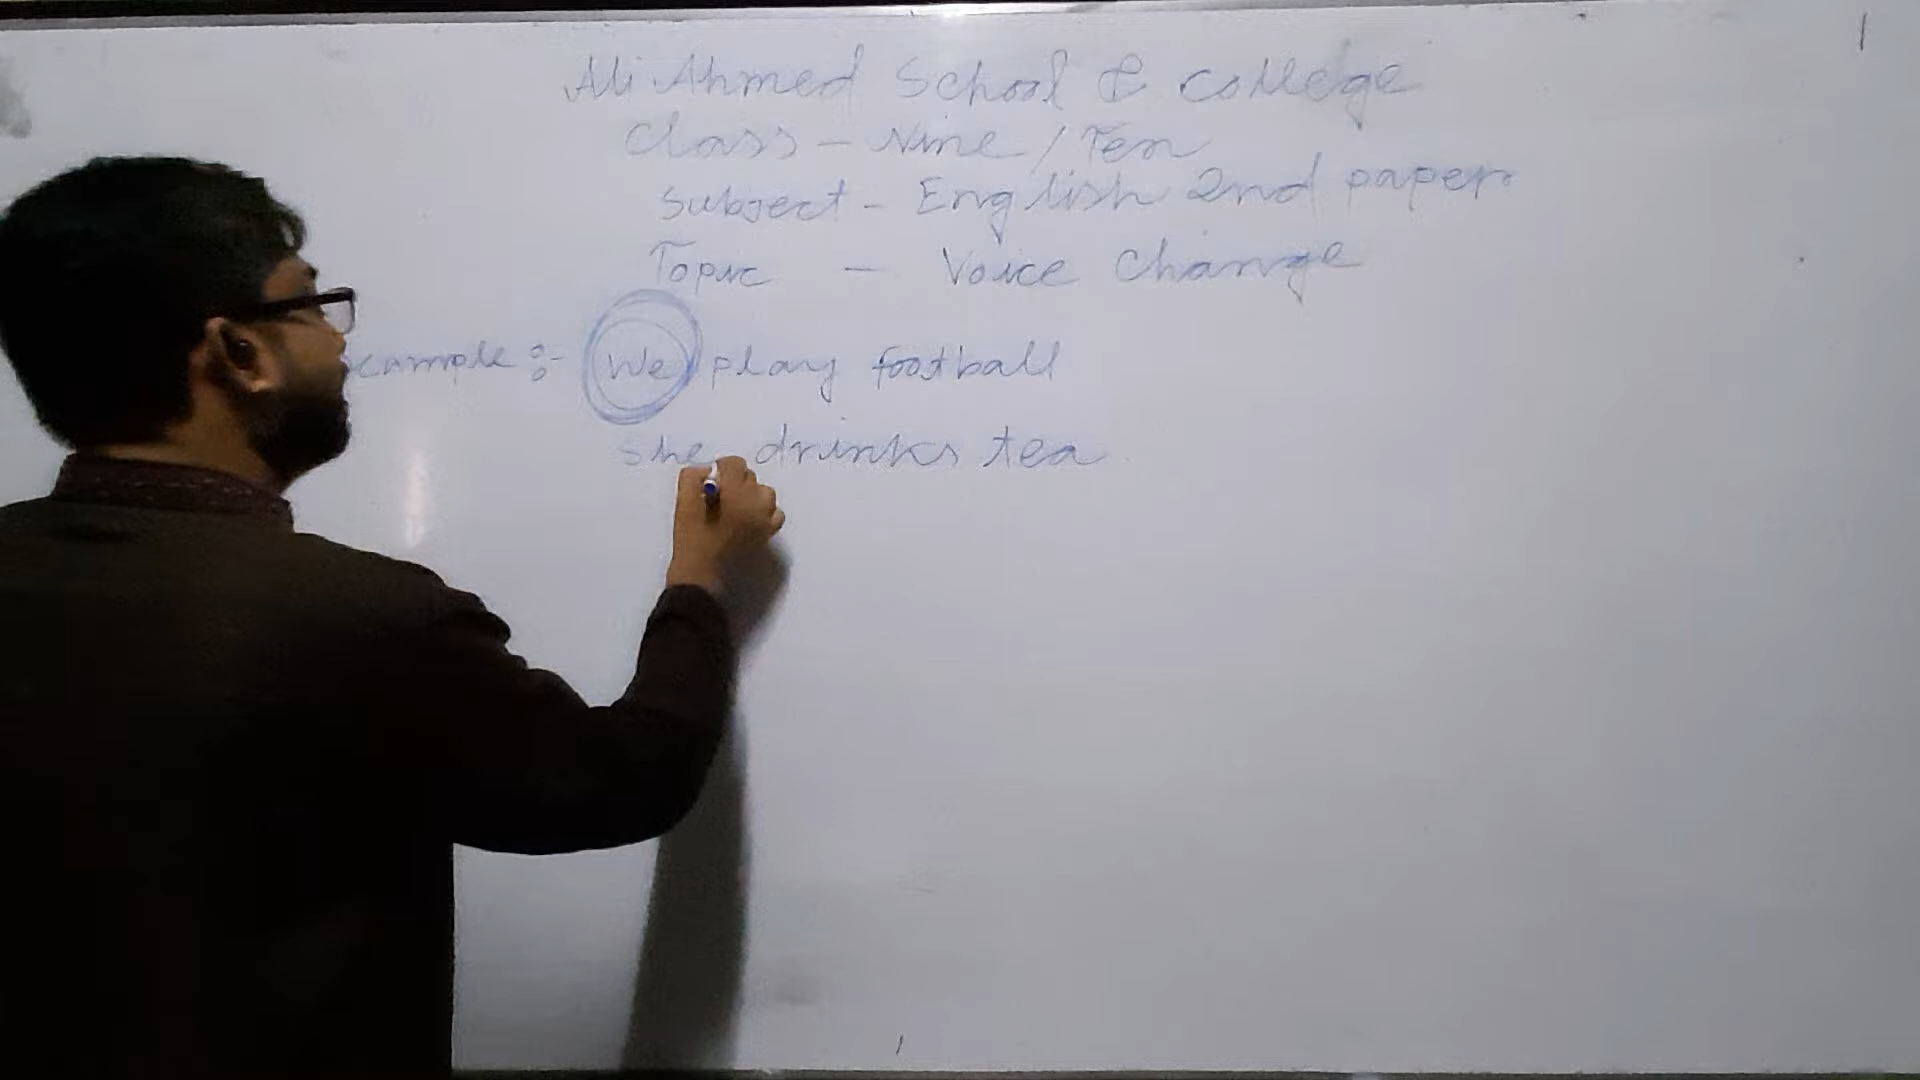 Ali Ahmed School & College
Class - Nine / Ten
Subject - English 2nd paper
Topic - Voice Change
xample :- We play football
she drinks tea